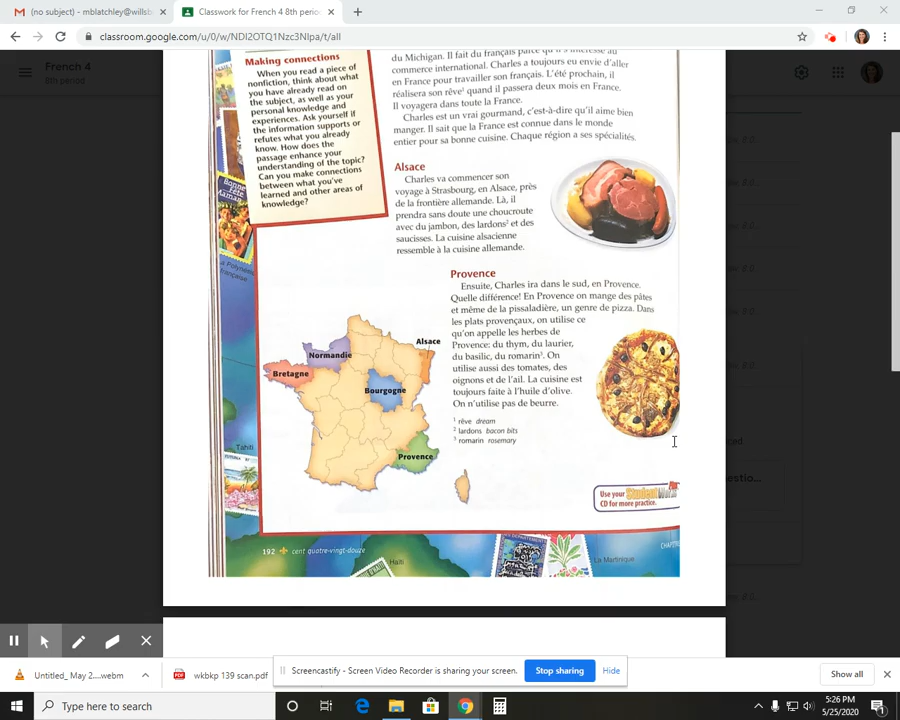 (no subject) - mblatchley@willsb
Classwork for French 4 8th perio
classroom.google.com/u/0/w/NDI2OTQ1Nzc3NIpa/t/all
French 4
8th period
Making connections
When you read a piece of
nonfiction, think about what
you have already read on
the subject, as well as your
personal knowledge and
experiences. Ask yourself if
the information supports or
refutes what you already
know. How does the
passage enhance your
understanding of the topic?
Can you make connections
between what you've
learned and other areas of
knowledge?
du Michigan. Il fait du français parce qu'il s'intéresse au
commerce international. Charles a toujours eu envie d'aller
en France pour travailler son français. L'été prochain, il
réalisera son rêve¹ quand il passera deux mois en France.
Il voyagera dans toute la France.
Charles est un vrai gourmand, c'est-à-dire qu'il aime bien
manger. Il sait que la France est connue dans le monde
entier pour sa bonne cuisine. Chaque région a ses spécialités.
Alsace
Charles va commencer son
voyage à Strasbourg, en Alsace, près
de la frontière allemande. Là, il
prendra sans doute une choucroute
avec du jambon, des lardons² et des
saucisses. La cuisine alsacienne
ressemble à la cuisine allemande.
Provence
Ensuite, Charles ira dans le sud, en Provence.
Quelle différence! En Provence on mange des pâtes
et même de la pissaladière, un genre de pizza. Dans
les plats provençaux, on utilise ce
qu'on appelle les herbes de
Provence: du thym, du laurier,
du basilic, du romarin³. On
utilise aussi des tomates, des
oignons et de l'ail. La cuisine est
toujours faite à l'huile d'olive.
On n'utilise pas de beurre.
¹ rêve dream
² lardons bacon bits
³ romarin rosemary
Bonne
Fête
Maman
Polynésie
française
Tahiti
Normandie
Alsace
Bretagne
Bourgogne
Provence
Use your Student
CD for more practice.
192 cent quatre-vingt-douze
Haïti
La Martinique
CHAPIT
Untitled_ May 2....webm
wkbkp 139 scan.pdf
Screencastify - Screen Video Recorder is sharing your screen.
Stop sharing
Hide
Show all
Type here to search
5:26 PM
5/25/2020